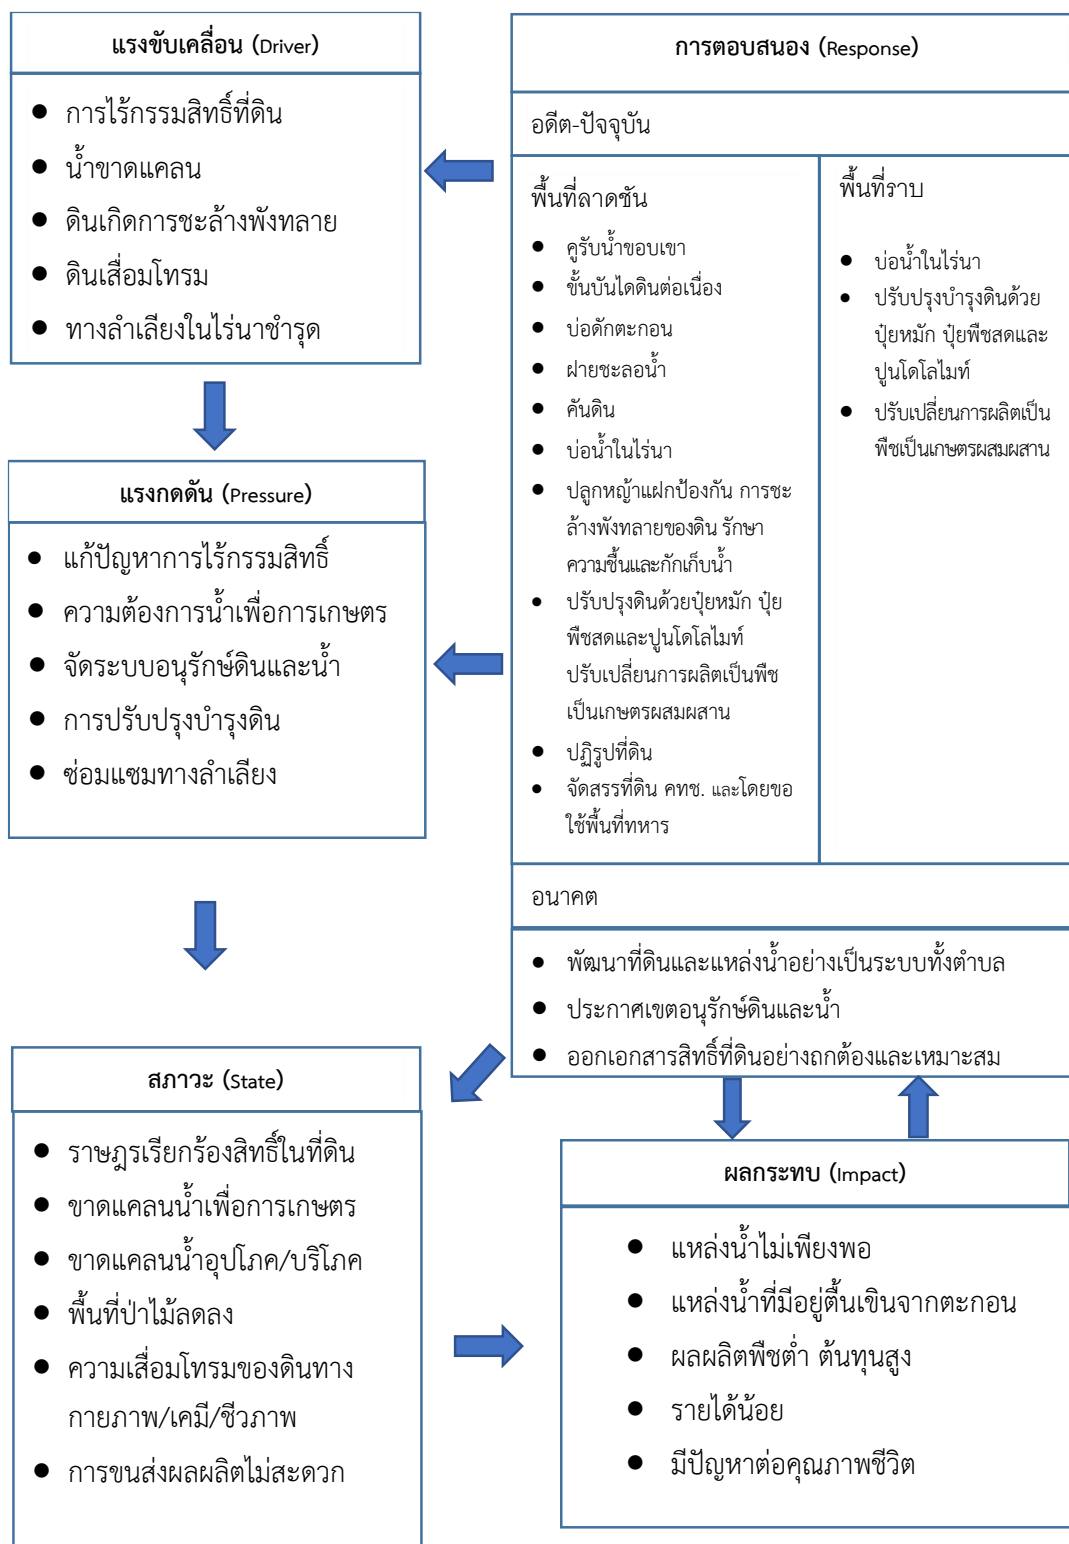 แรงขับเคลื่อน (Driver)
การไร้กรรมสิทธิ์ที่ดิน
น้ำขาดแคลน
ดินเกิดการชะล้างพังทลาย
ดินเสื่อมโทรม
ทางลำเลียงในไร่นาชำรุด
แรงกดดัน (Pressure)
แก้ปัญหาการไร้กรรมสิทธิ์
ความต้องการน้ำเพื่อการเกษตร
จัดระบบอนุรักษ์ดินและน้ำ
การปรับปรุงบำรุงดิน
ซ่อมแซมทางลำเลียง
สภาวะ (State)
ราษฎรเรียกร้องสิทธิ์ในที่ดิน
ขาดแคลนน้ำเพื่อการเกษตร
ขาดแคลนน้ำอุปโภค/บริโภค
พื้นที่ป่าไม้ลดลง
ความเสื่อมโทรมของดินทาง
กายภาพ/เคมี/ชีวภาพ
การขนส่งผลผลิตไม่สะดวก
การตอบสนอง (Response)
อดีต-ปัจจุบัน
พื้นที่ลาดชัน
คูรับน้ำขอบเขา
ขั้นบันไดดินต่อเนื่อง
บ่อดักตะกอน
ฝายชะลอน้ำ
คันดิน
บ่อน้ำในไร่นา
ปลูกหญ้าแฝกป้องกัน การชะ
ล้างพังทลายของดิน รักษา
ความชื้นและกักเก็บน้ำ
ปรับปรุงดินด้วยปุ๋ยหมัก ปุ๋ย
พืชสดและปูนโดโลไมท์
ปรับเปลี่ยนการผลิตเป็นพืช
เป็นเกษตรผสมผสาน
ปฏิรูปที่ดิน
จัดสรรที่ดิน คทช. และโดยขอ
ใช้พื้นที่ทหาร
พื้นที่ราบ
บ่อน้ำในไร่นา
ปรับปรุงบำรุงดินด้วย
ปุ๋ยหมัก ปุ๋ยพืชสดและ
ปูนโดโลไมท์
ปรับเปลี่ยนการผลิตเป็น
พืชเป็นเกษตรผสมผสาน
อนาคต
พัฒนาที่ดินและแหล่งน้ำอย่างเป็นระบบทั้งตำบล
ประกาศเขตอนุรักษ์ดินและน้ำ
ออกเอกสารสิทธิ์ที่ดินอย่างถูกต้องและเหมาะสม
ผลกระทบ (Impact)
แหล่งน้ำไม่เพียงพอ
แหล่งน้ำที่มีอยู่ตื้นเขินจากตะกอน
ผลผลิตพืชต่ำ ต้นทุนสูง
รายได้น้อย
มีปัญหาต่อคุณภาพชีวิต